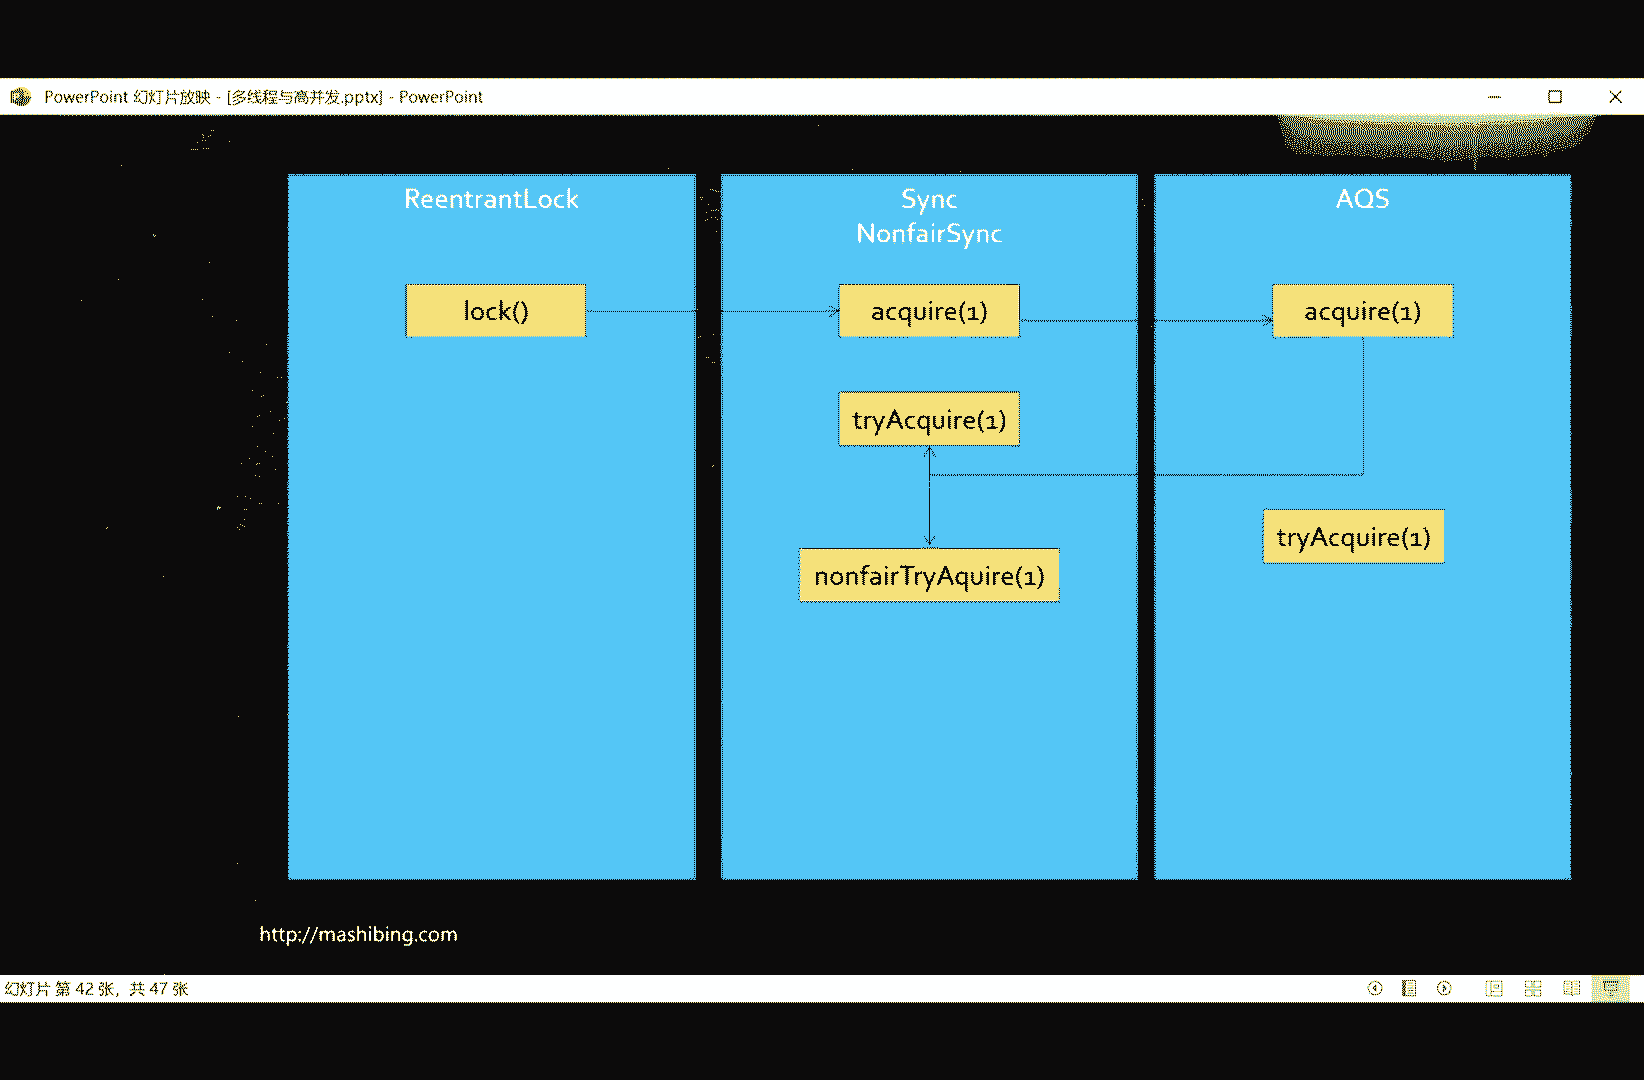 PowerPoint 幻灯片放映 - [多线程与高并发.pptx] - PowerPoint
ReentrantLock
lock()
Sync
NonfairSync
acquire(1)
tryAcquire(1)
nonfairTryAquire(1)
AQS
acquire(1)
tryAcquire(1)
http://mashibing.com
幻灯片 第 42 张，共 47 张